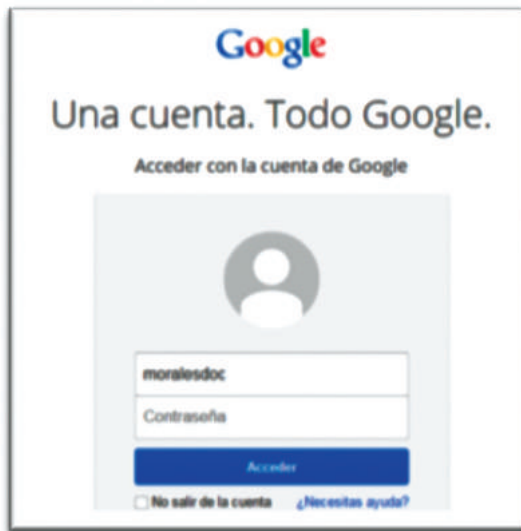 Google
Una cuenta. Todo Google.
Acceder con la cuenta de Google
moralesdoc
Contraseña
Acceder
No salir de la cuenta ¿Necesitas ayuda?